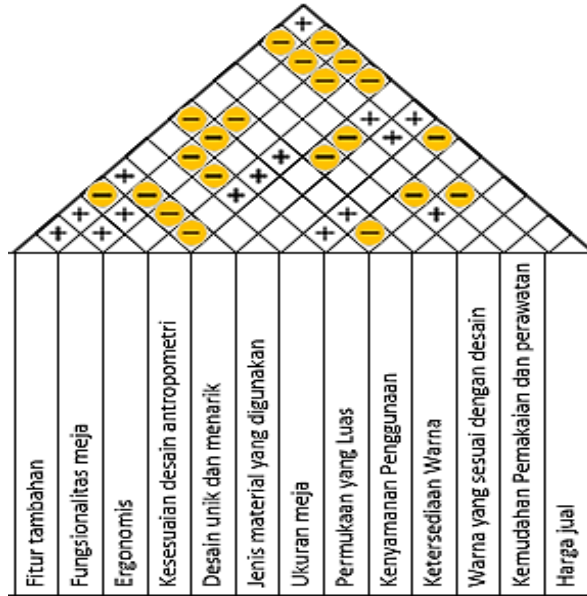 Fitur tambahan
Fungsionalitas meja
Ergonomis
Kesesuaian desain antropometri
Desain unik dan menarik
Jenis material yang digunakan
Ukuran meja
Permukaan yang Luas
Kenyamanan Penggunaan
Ketersediaan Warna
Warna yang sesuai dengan desain
Kemudahan Pemakaian dan perawatan
Harga jual